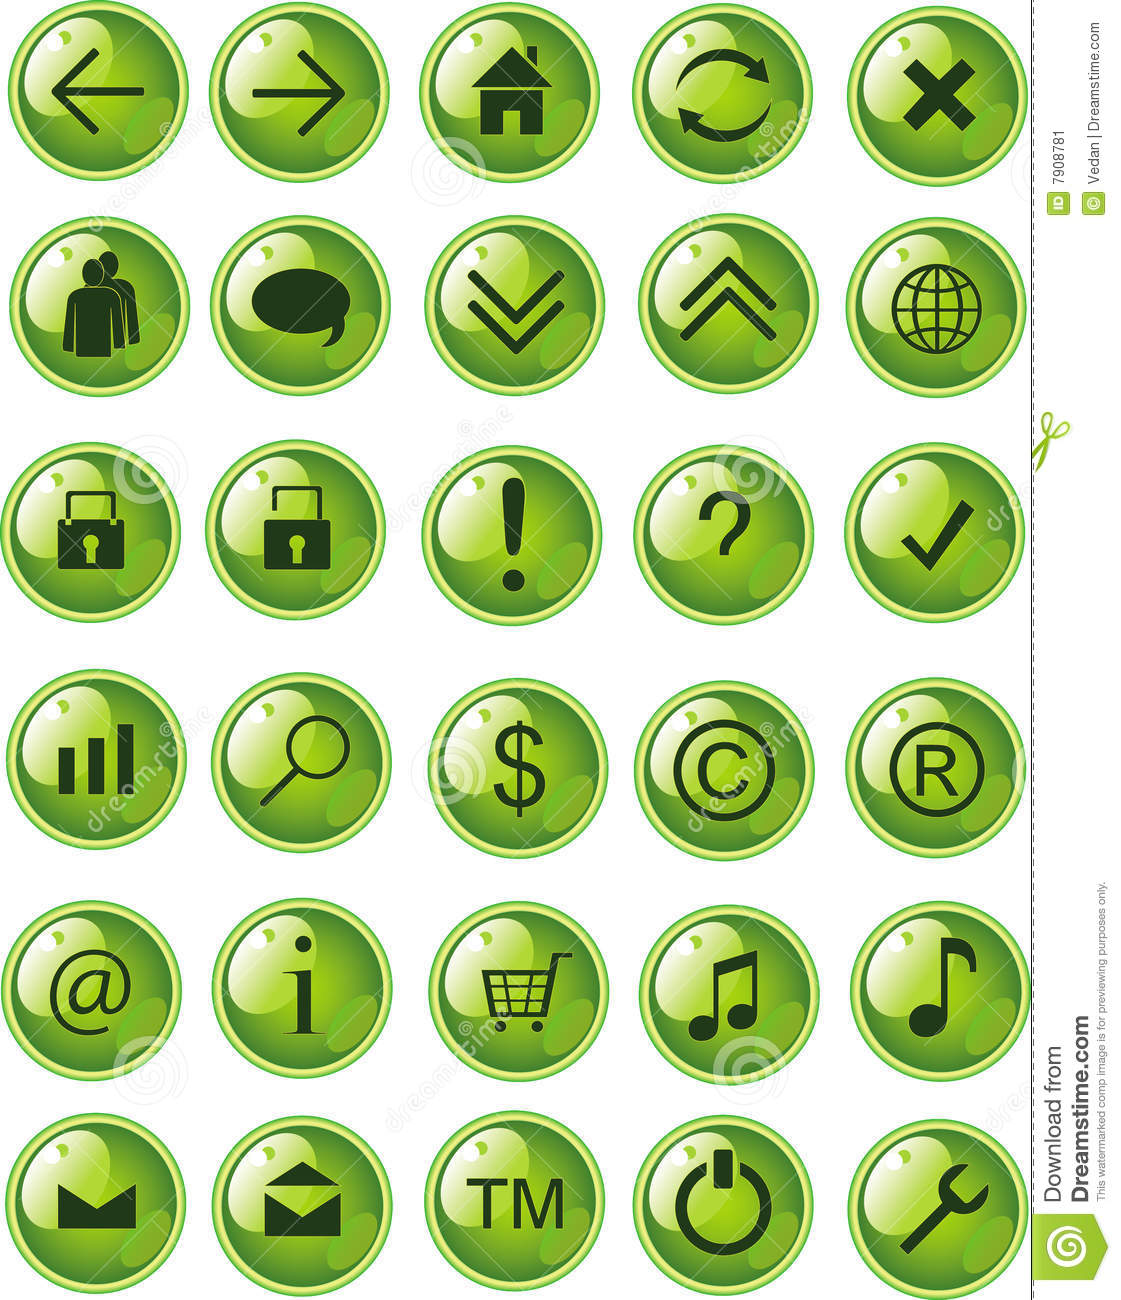 ?
$
©
®
@
i
TM
ID 7908781
© Vedan | Dreamstime.com
Download from
Dreamstime.com
This watermarked comp image is for previewing purposes only.